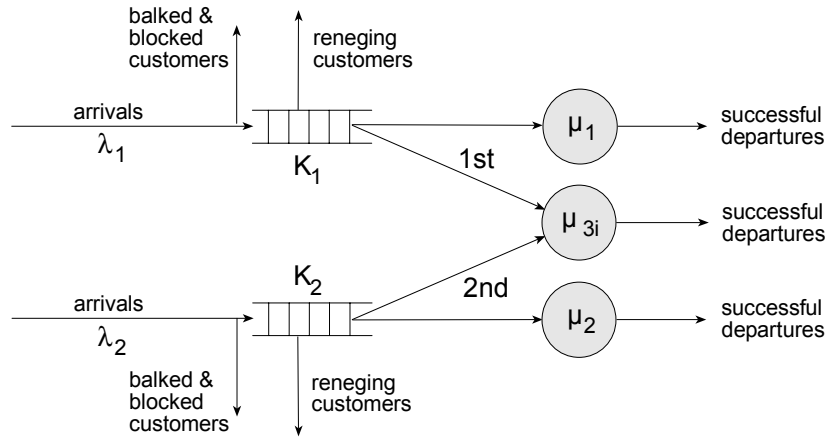 balked &
blocked
customers
reneging
customers
arrivals
λ1
K1
μ1
successful
departures
1st
μ 3i
successful
departures
K2
2nd
arrivals
λ2
μ2
successful
departures
balked &
blocked
customers
reneging
customers